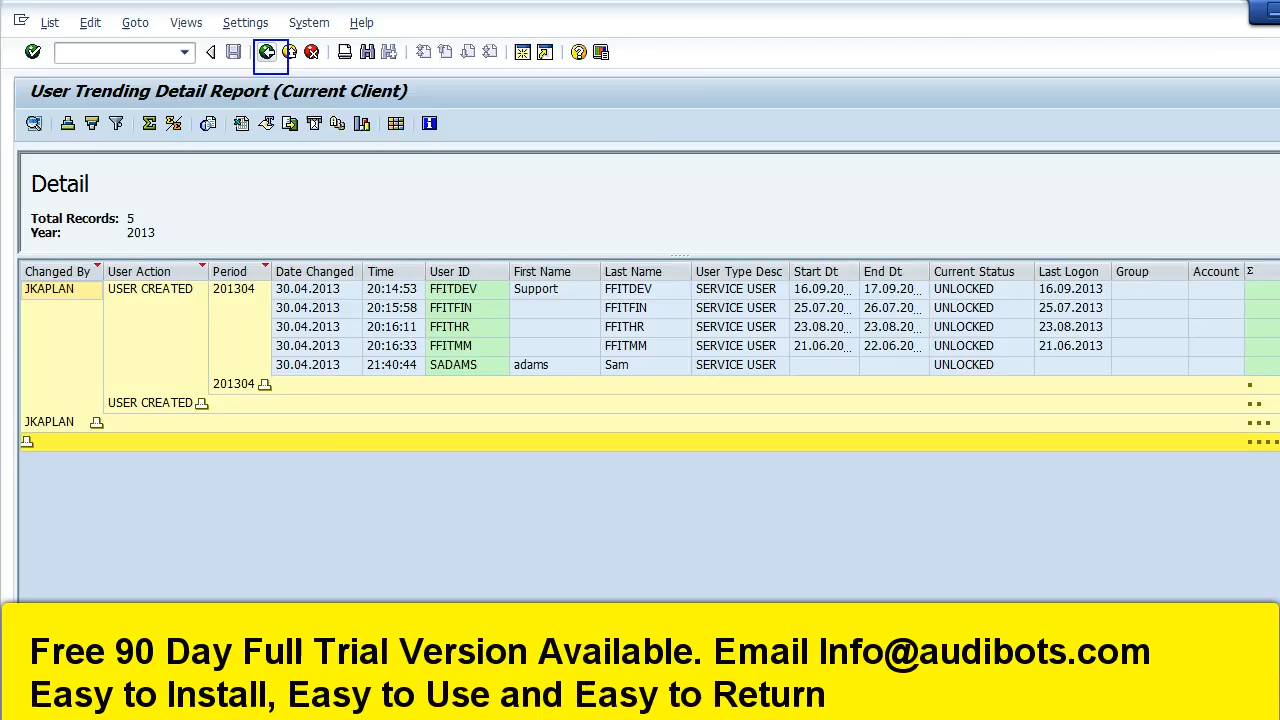 List Edit Goto Views Settings System Help
User Trending Detail Report (Current Client)
Detail
Total Records: 5
Year: 2013
Changed By User Action Period Date Changed Time User ID First Name Last Name User Type Desc Start Dt End Dt Current Status Last Logon Group Account Σ
JKAPLAN USER CREATED 201304 30.04.2013 20:14:53 FFITDEV Support FFITDEV SERVICE USER 16.09.20... 17.09.20... UNLOCKED 16.09.2013
30.04.2013 20:15:58 FFITFIN FFITFIN SERVICE USER 25.07.20... 26.07.20... UNLOCKED 25.07.2013
30.04.2013 20:16:11 FFITHR FFITHR SERVICE USER 23.08.20... 23.08.20... UNLOCKED 23.08.2013
30.04.2013 20:16:33 FFITMM FFITMM SERVICE USER 21.06.20... 22.06.20... UNLOCKED 21.06.2013
30.04.2013 21:40:44 SADAMS adams Sam SERVICE USER UNLOCKED
201304
USER CREATED
JKAPLAN
Free 90 Day Full Trial Version Available. Email Info@audibots.com
Easy to Install, Easy to Use and Easy to Return